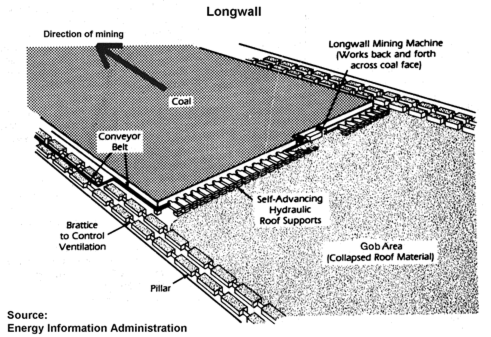 Longwall
Direction of mining
Longwall Mining Machine
(Works back and forth
across coal face)
Coal
Conveyor
Belt
Self-Advancing
Hydraulic
Roof Supports
Brattice
to Control
Ventilation
Gob Area
(Collapsed Roof Material)
Pillar
Source:
Energy Information Administration